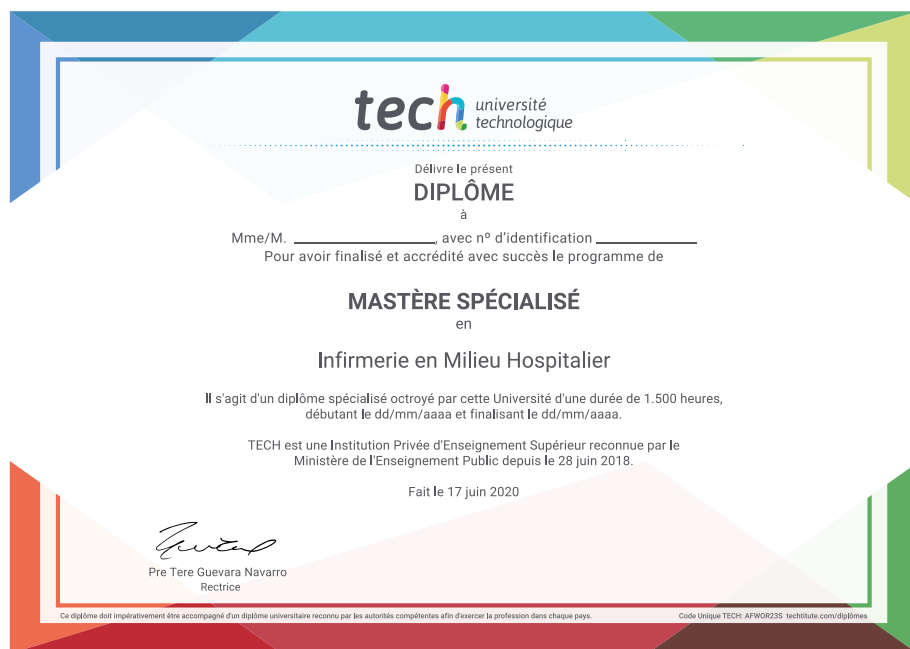 tech université
technologique
Délivre le présent
DIPLÔME
à
Mme/M. ____________________, avec nº d'identification ______________
Pour avoir finalisé et accrédité avec succès le programme de
MASTÈRE SPÉCIALISÉ
en
Infirmerie en Milieu Hospitalier
Il s'agit d'un diplôme spécialisé octroyé par cette Université d'une durée de 1.500 heures,
débutant le dd/mm/aaaa et finalisant le dd/mm/aaaa.
TECH est une Institution Privée d'Enseignement Supérieur reconnue par le
Ministère de l'Enseignement Public depuis le 28 juin 2018.
Fait le 17 juin 2020
Pre Tere Guevara Navarro
Rectrice
Ce diplôme doit impérativement être accompagné d'un diplôme universitaire reconnu par les autorités compétentes afin d'exercer la profession dans chaque pays.
Code Unique TECH: AFWOR23S techtitute.com/diplômes